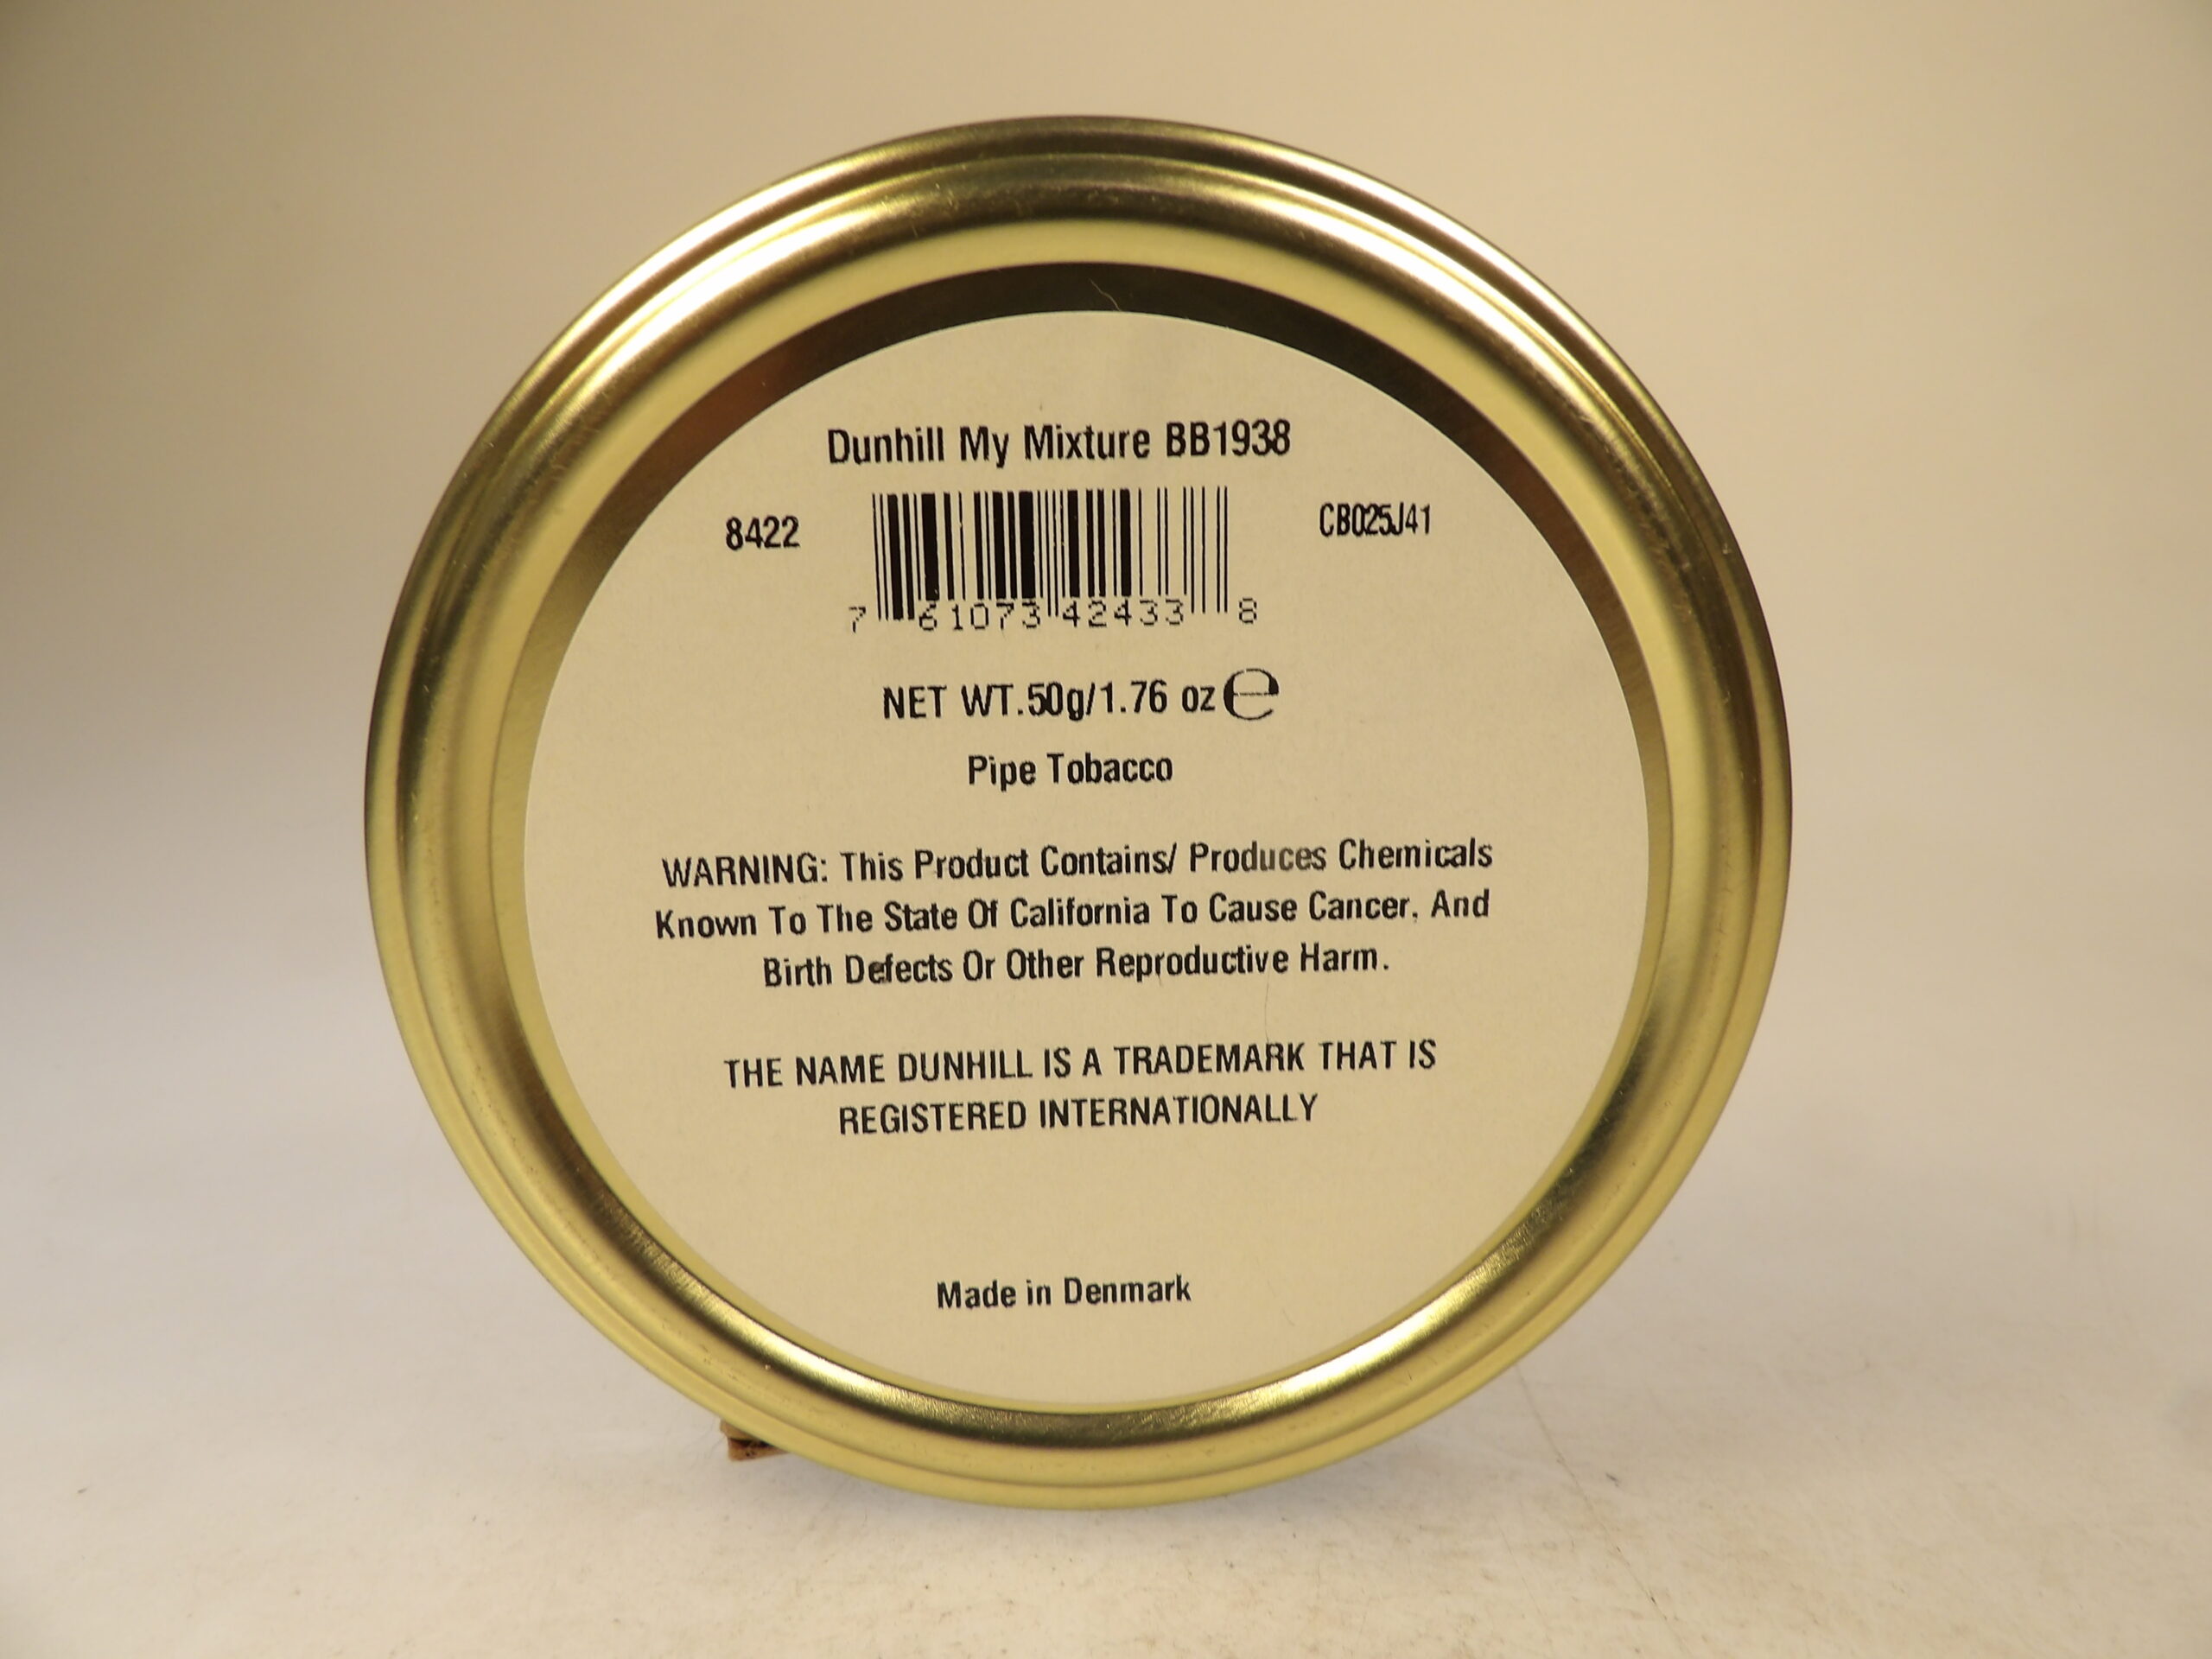 Dunhill My Mixture BB1938
8422
CB025J41
7 61073 42433 8
NET WT.50g/1.76 oz ℮
Pipe Tobacco
WARNING: This Product Contains/ Produces Chemicals
Known To The State Of California To Cause Cancer, And
Birth Defects Or Other Reproductive Harm.
THE NAME DUNHILL IS A TRADEMARK THAT IS
REGISTERED INTERNATIONALLY
Made in Denmark